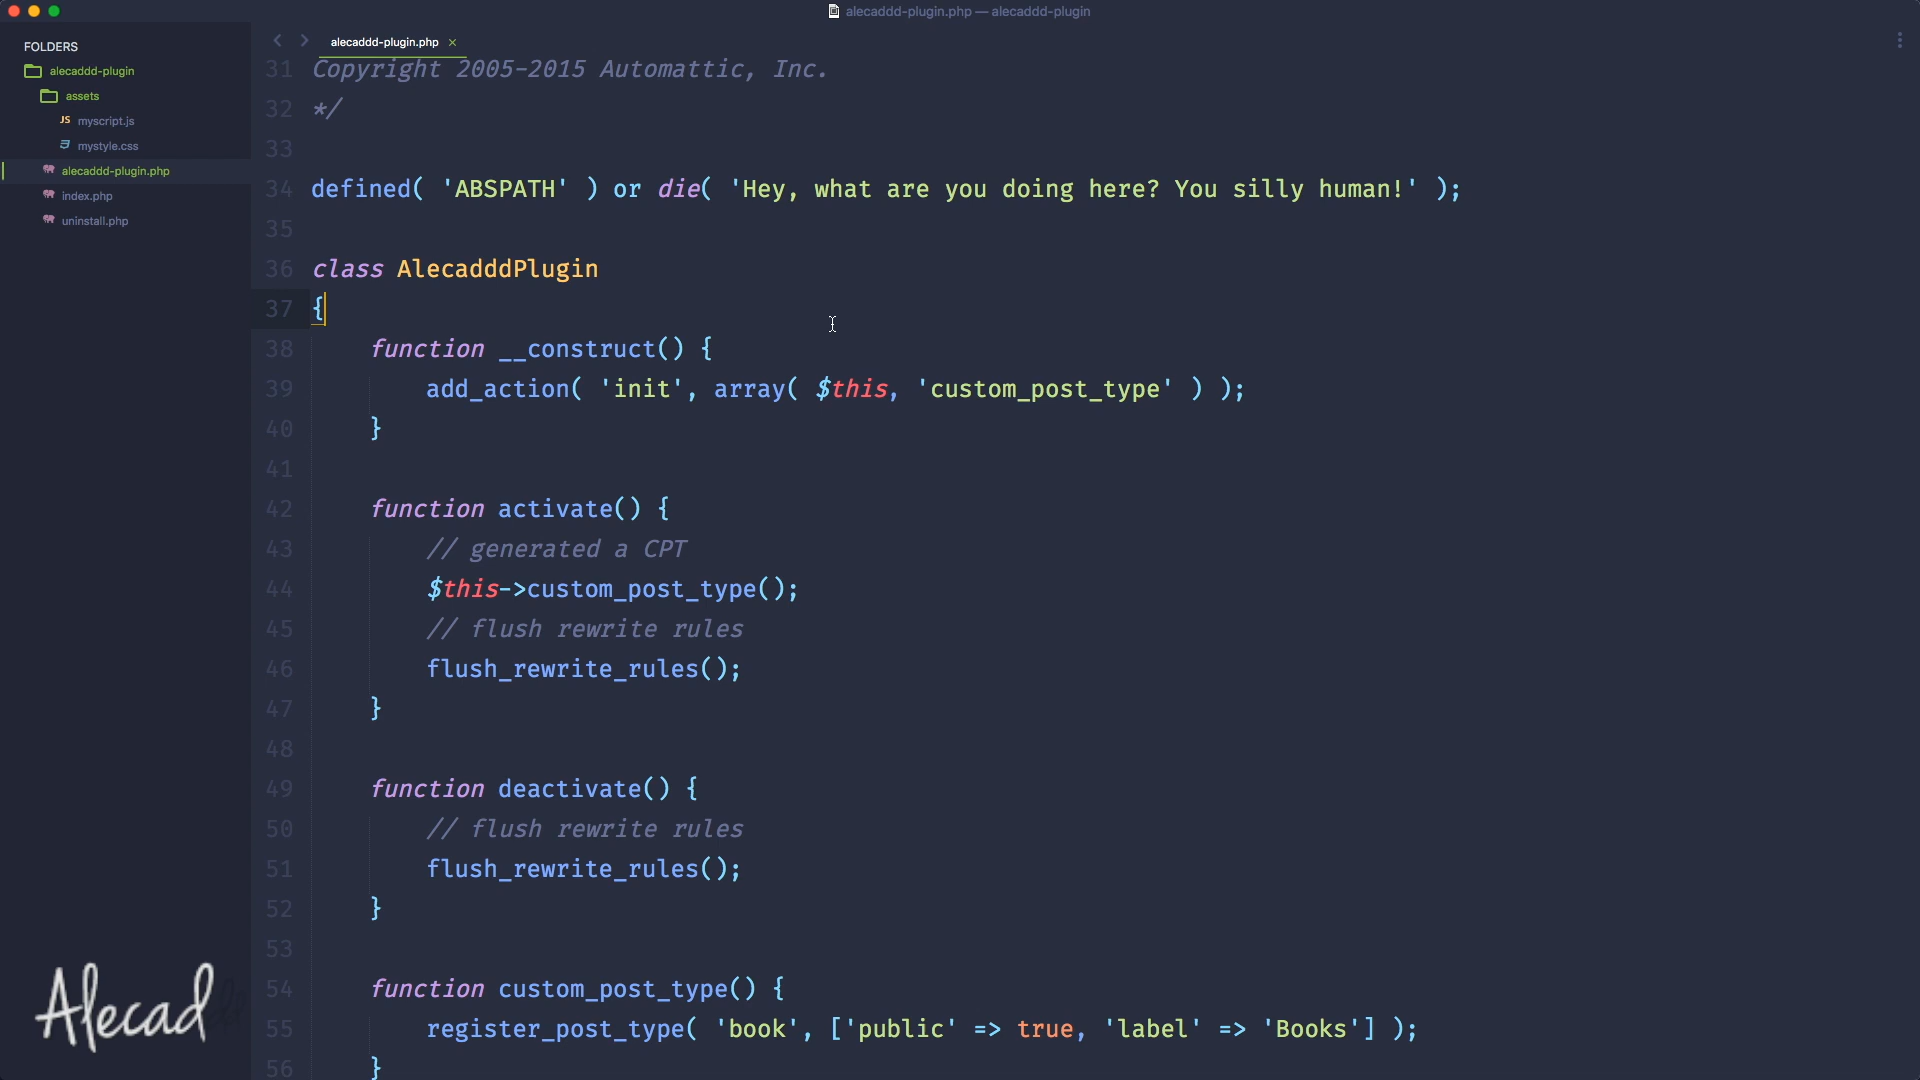 alecaddd-plugin.php — alecaddd-plugin
FOLDERS
alecaddd-plugin
assets
JS myscript.js
mystyle.css
alecaddd-plugin.php
index.php
uninstall.php
alecaddd-plugin.php ×
31 Copyright 2005-2015 Automattic, Inc.
32 */
33
34 defined( 'ABSPATH' ) or die( 'Hey, what are you doing here? You silly human!' );
35
36 class AlecadddPlugin
37 {
38     function __construct() {
39         add_action( 'init', array( $this, 'custom_post_type' ) );
40     }
41
42     function activate() {
43         // generated a CPT
44         $this->custom_post_type();
45         // flush rewrite rules
46         flush_rewrite_rules();
47     }
48
49     function deactivate() {
50         // flush rewrite rules
51         flush_rewrite_rules();
52     }
53
54     function custom_post_type() {
55         register_post_type( 'book', ['public' => true, 'label' => 'Books'] );
56     }
Alecad